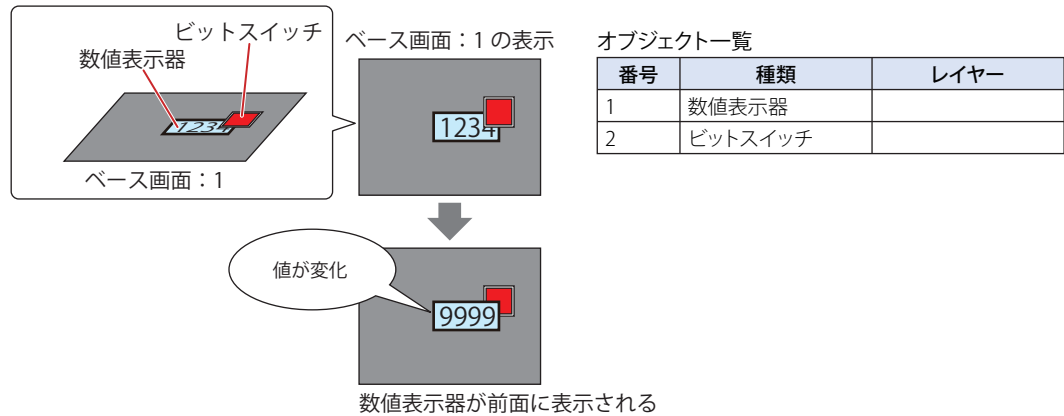 ビットスイッチ
数値表示器
123
ベース画面：1
ベース画面：1 の表示
1234
値が変化
9999
数値表示器が前面に表示される
オブジェクト一覧
番号 種類 レイヤー
1 数値表示器
2 ビットスイッチ